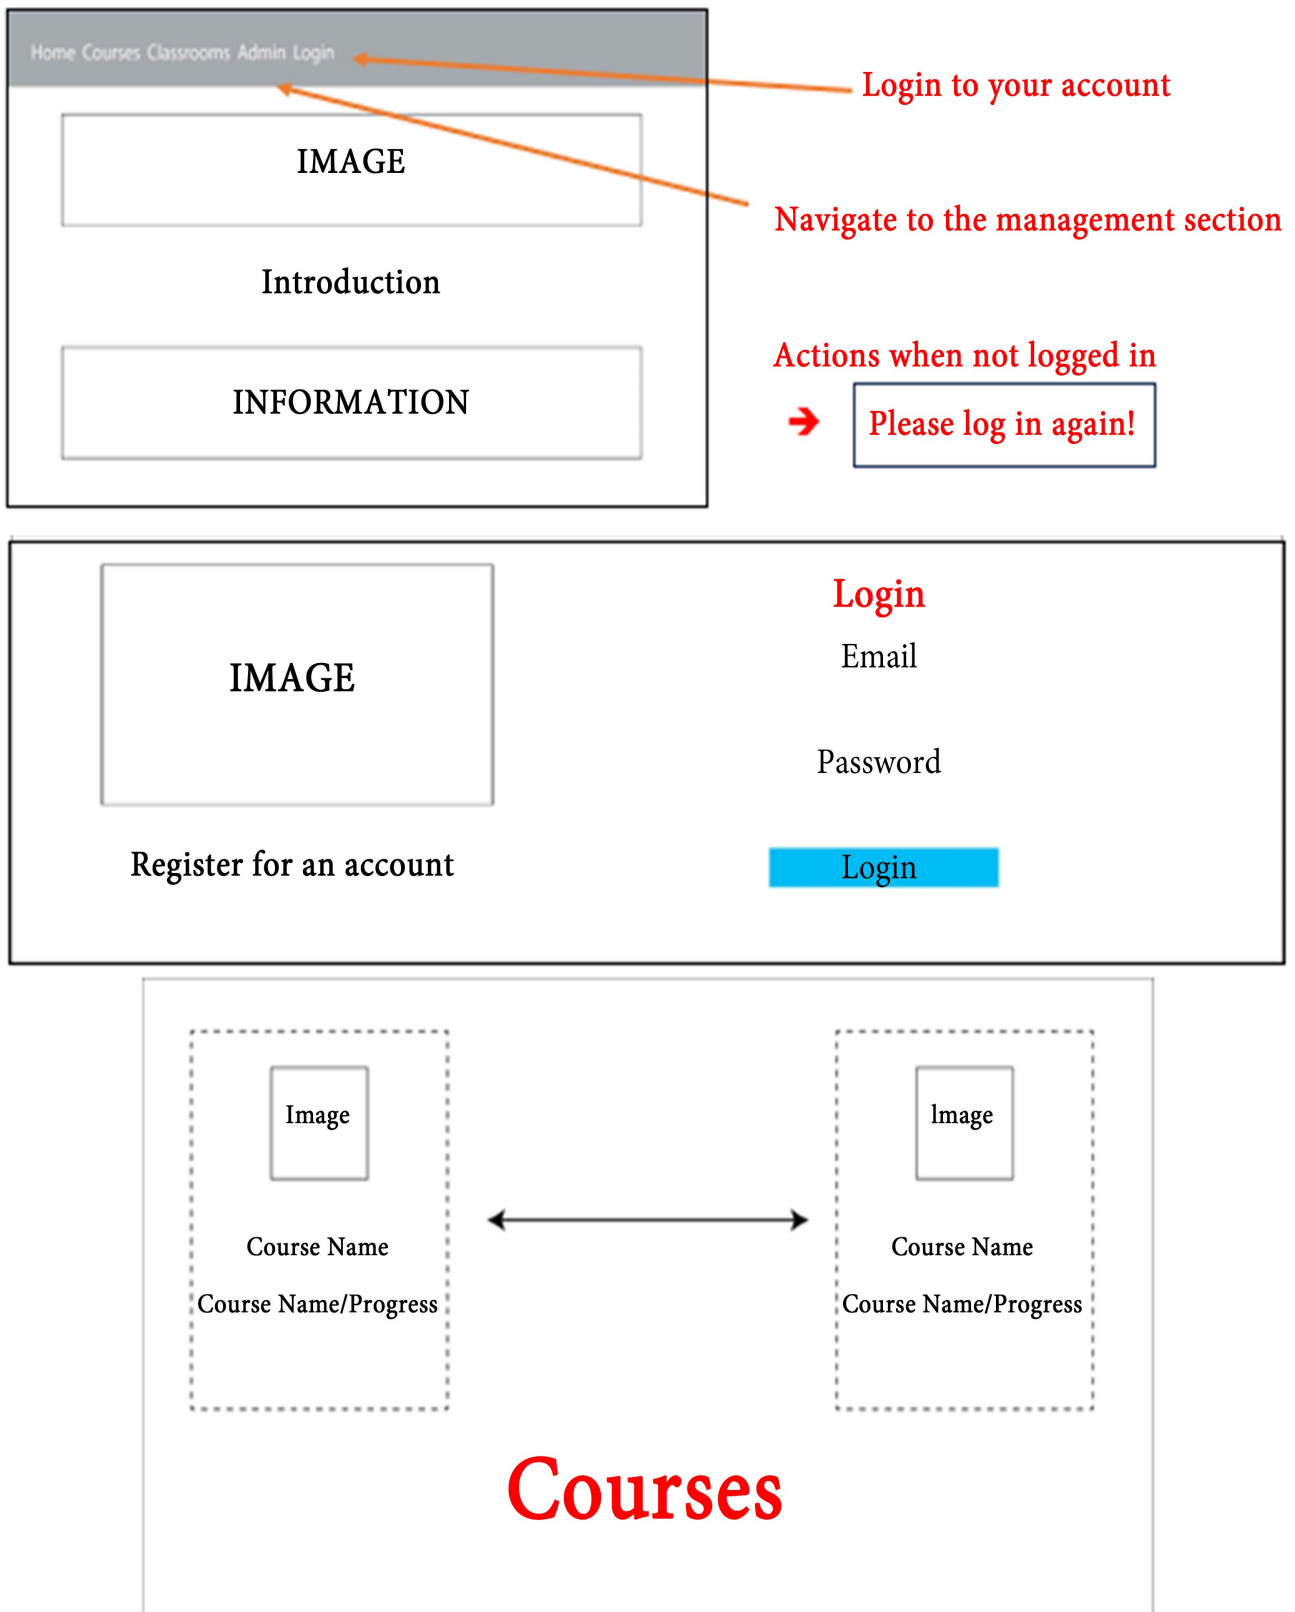 Home Courses Classrooms Admin Login
Login to your account
IMAGE
Navigate to the management section
Introduction
Actions when not logged in
INFORMATION
Please log in again!
IMAGE
Register for an account
Login
Email
Password
Login
Image
Course Name
Course Name/Progress
lmage
Course Name
Course Name/Progress
Courses